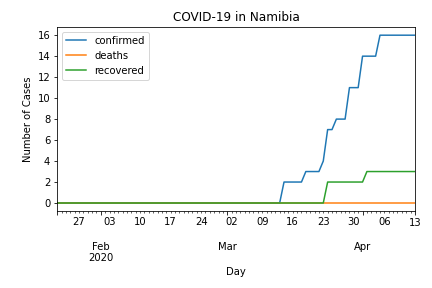 COVID-19 in Namibia
confirmed
deaths
recovered
Number of Cases
16
14
12
10
8
6
4
2
0
27 03 10 17 24 02 09 16 23 30 06 13
Feb Mar Apr
2020
Day